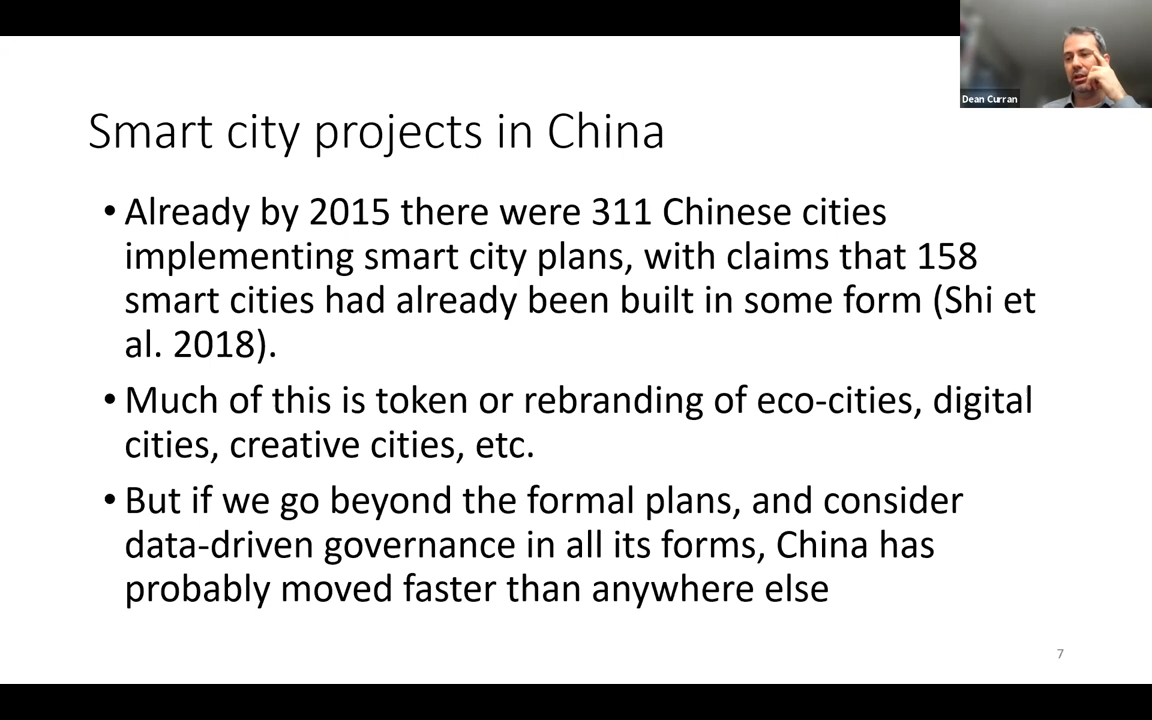 Dean Curran
Smart city projects in China
• Already by 2015 there were 311 Chinese cities
implementing smart city plans, with claims that 158
smart cities had already been built in some form (Shi et
al. 2018).
• Much of this is token or rebranding of eco-cities, digital
cities, creative cities, etc.
• But if we go beyond the formal plans, and consider
data-driven governance in all its forms, China has
probably moved faster than anywhere else
7